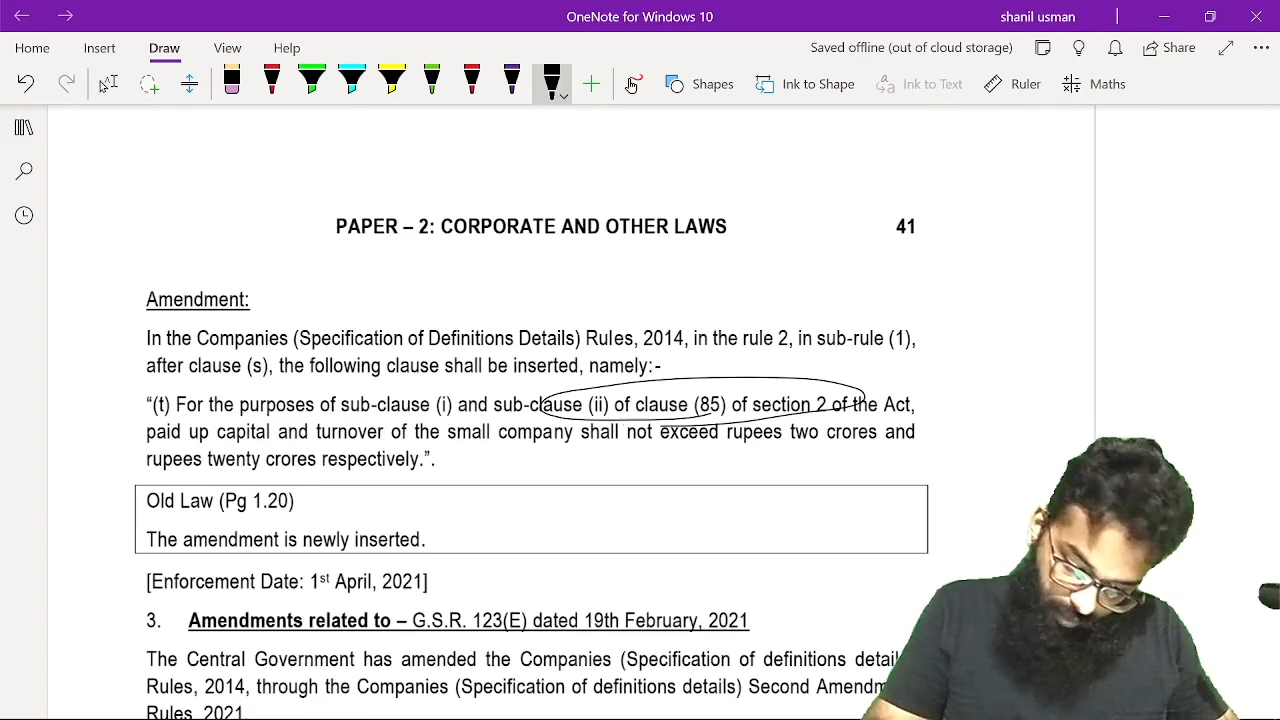 OneNote for Windows 10
shanil usman
Home Insert Draw View Help
Saved offline (out of cloud storage)
Share
Shapes
Ink to Shape
Ink to Text
Ruler
Maths
PAPER – 2: CORPORATE AND OTHER LAWS 41
Amendment:
In the Companies (Specification of Definitions Details) Rules, 2014, in the rule 2, in sub-rule (1),
after clause (s), the following clause shall be inserted, namely:-
“(t) For the purposes of sub-clause (i) and sub-clause (ii) of clause (85) of section 2 of the Act,
paid up capital and turnover of the small company shall not exceed rupees two crores and
rupees twenty crores respectively.”.
Old Law (Pg 1.20)
The amendment is newly inserted.
[Enforcement Date: 1st April, 2021]
3. Amendments related to – G.S.R. 123(E) dated 19th February, 2021
The Central Government has amended the Companies (Specification of definitions
Rules, 2014, through the Companies (Specification of definitions details) Second
Rules, 2021.